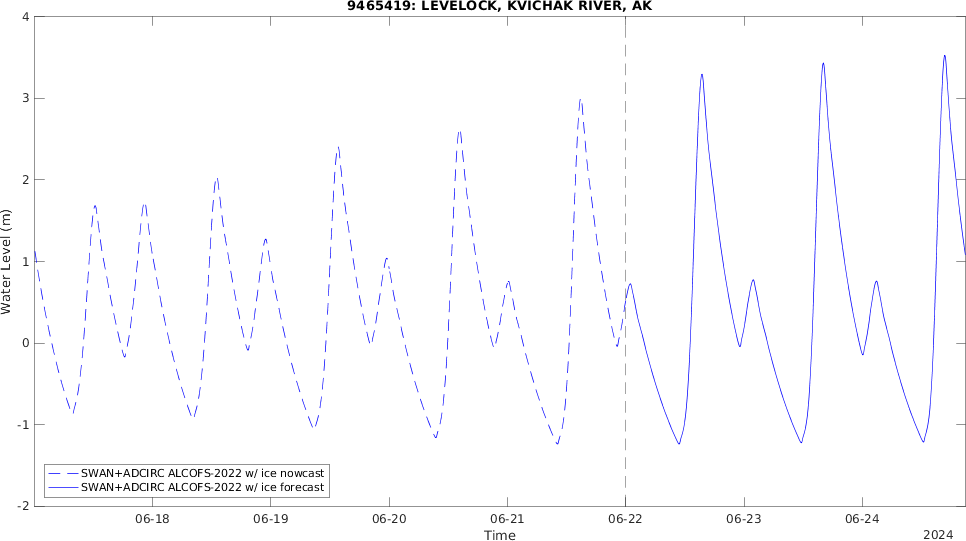 9465419: LEVELOCK, KVICHAK RIVER, AK
4
3
2
1
0
-1
-2
Water Level (m)
SWAN+ADCIRC ALCOFS-2022 w/ ice nowcast
SWAN+ADCIRC ALCOFS-2022 w/ ice forecast
06-18 06-19 06-20 06-21 06-22 06-23 06-24
Time
2024